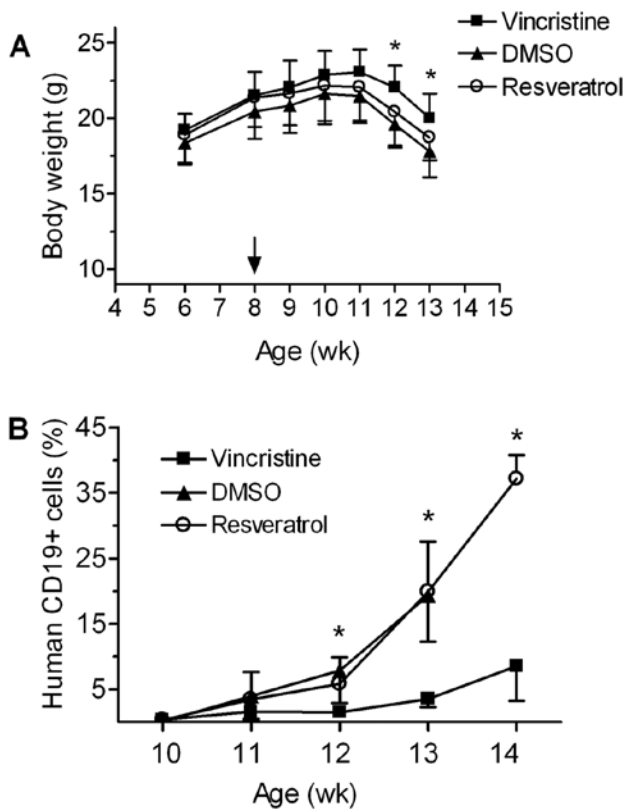 A
Body weight (g)
25
20
15
10
4 5 6 7 8 9 10 11 12 13 14 15
Age (wk)
* *
Vincristine
DMSO
Resveratrol
B
Human CD19+ cells (%)
45
35
25
15
5
10 11 12 13 14
Age (wk)
Vincristine
DMSO
Resveratrol
* * *